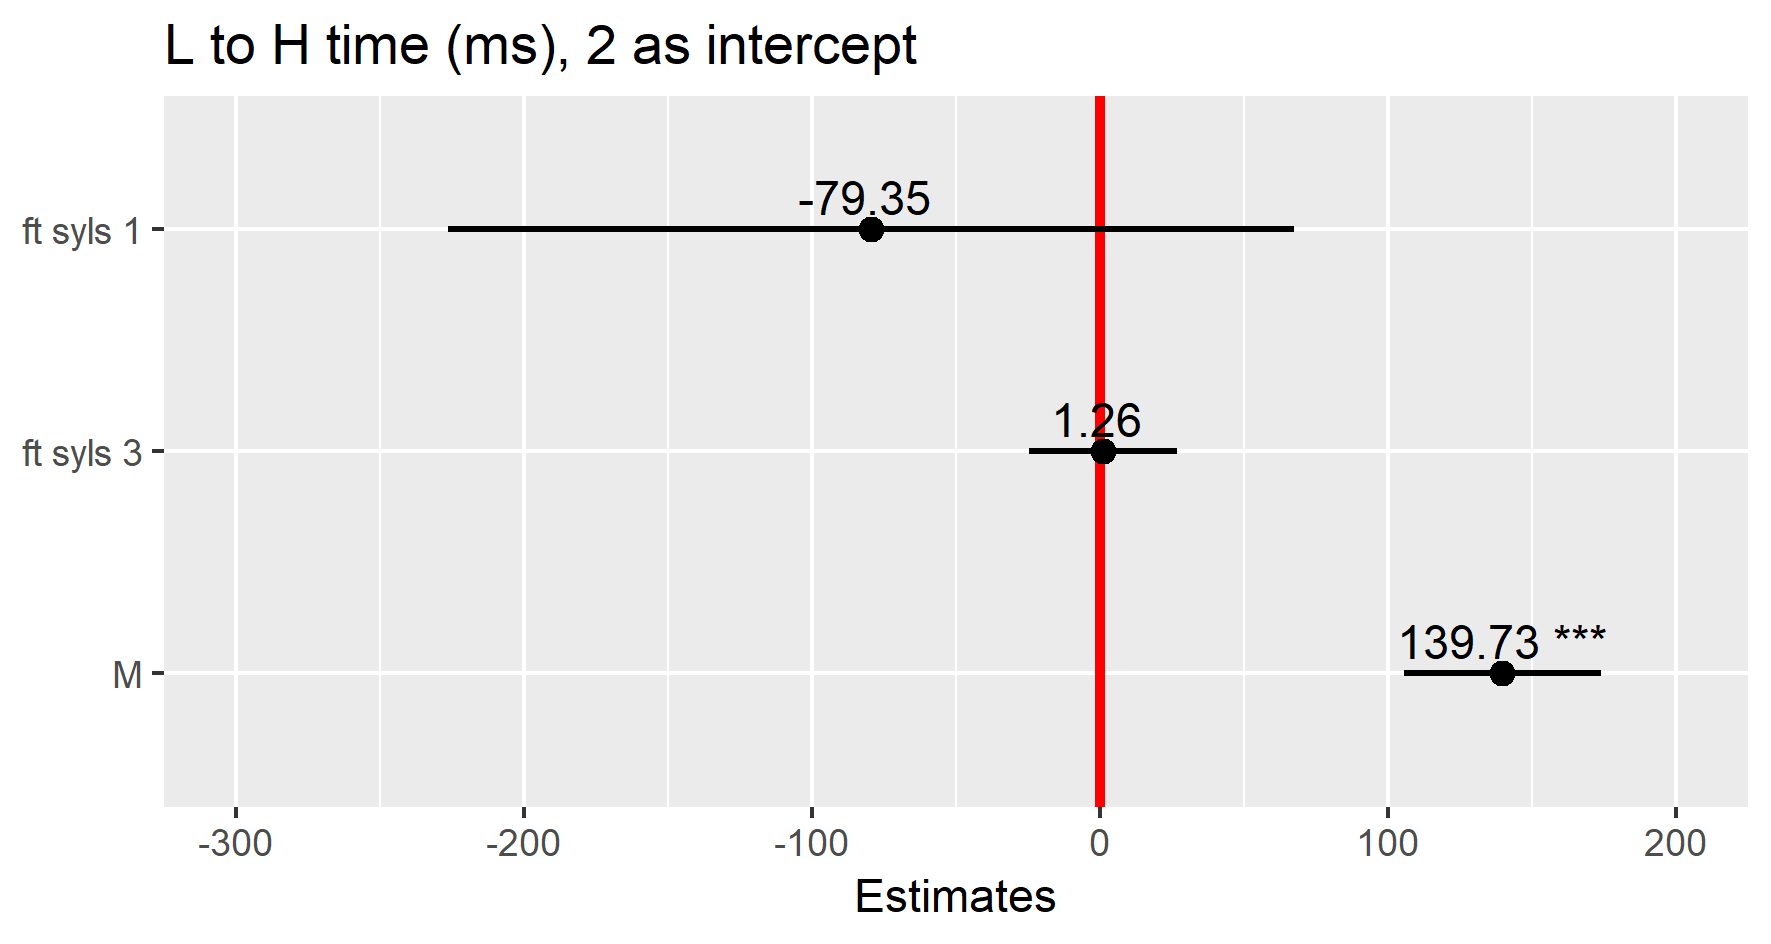 L to H time (ms), 2 as intercept
-79.35
ft syls 1
1.26
ft syls 3
139.73 ***
M
-300 -200 -100 0 100 200
Estimates